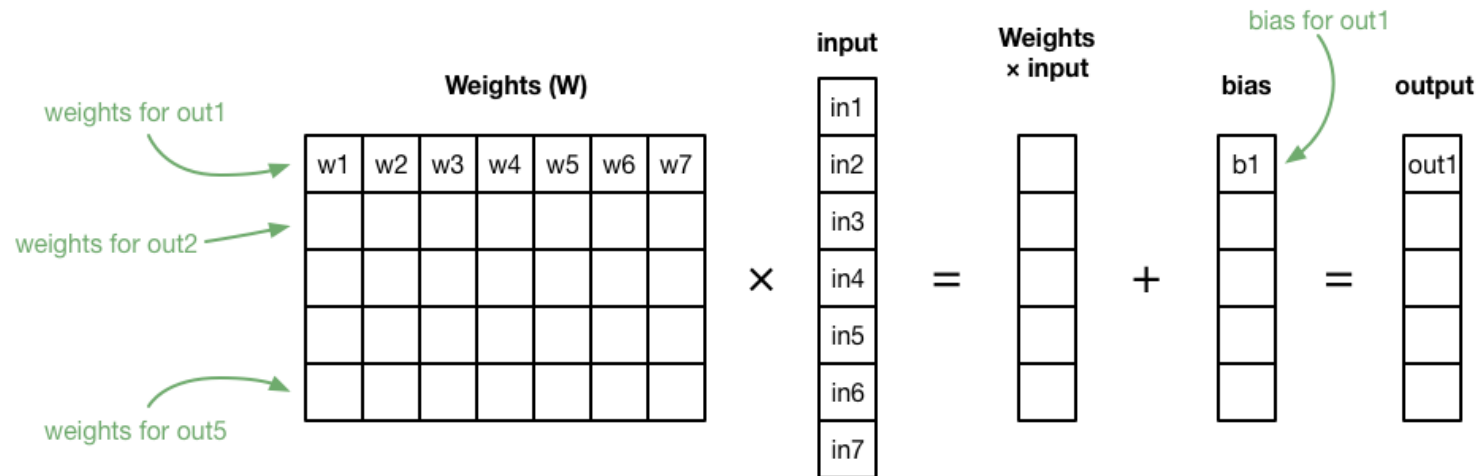 bias for out1
input
Weights
× input
Weights (W)
bias
output
weights for out1
in1
w1 w2 w3 w4 w5 w6 w7
in2
b1
out1
in3
weights for out2
×
in4
=
+
=
in5
in6
weights for out5
in7